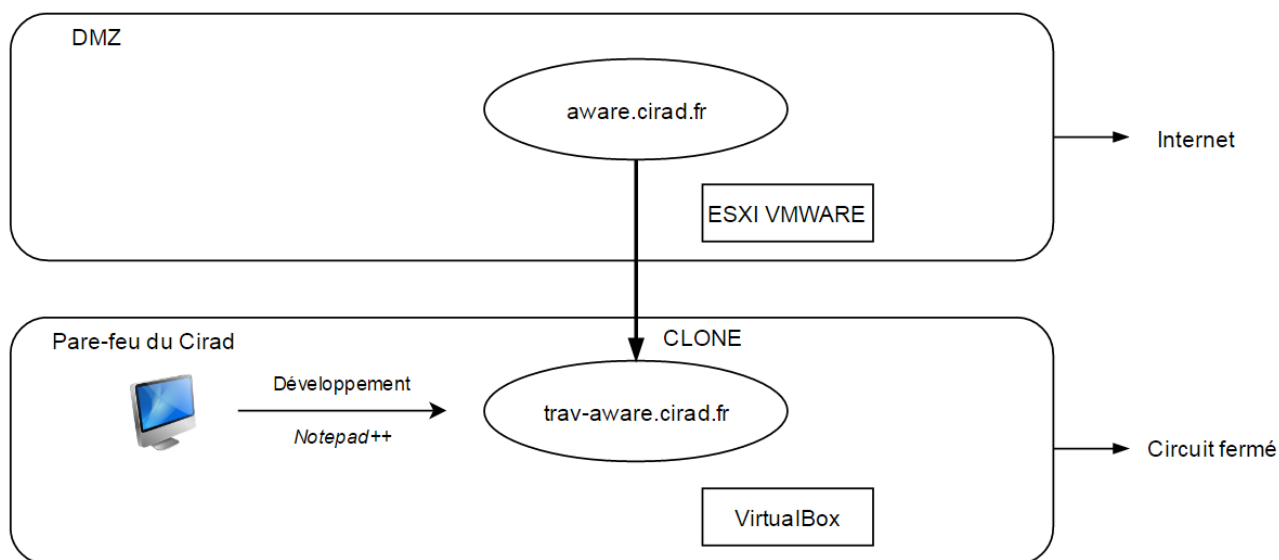 DMZ
aware.cirad.fr
Internet
ESXI VMWARE
Pare-feu du Cirad
CLONE
Développement
Notepad++
trav-aware.cirad.fr
Circuit fermé
VirtualBox